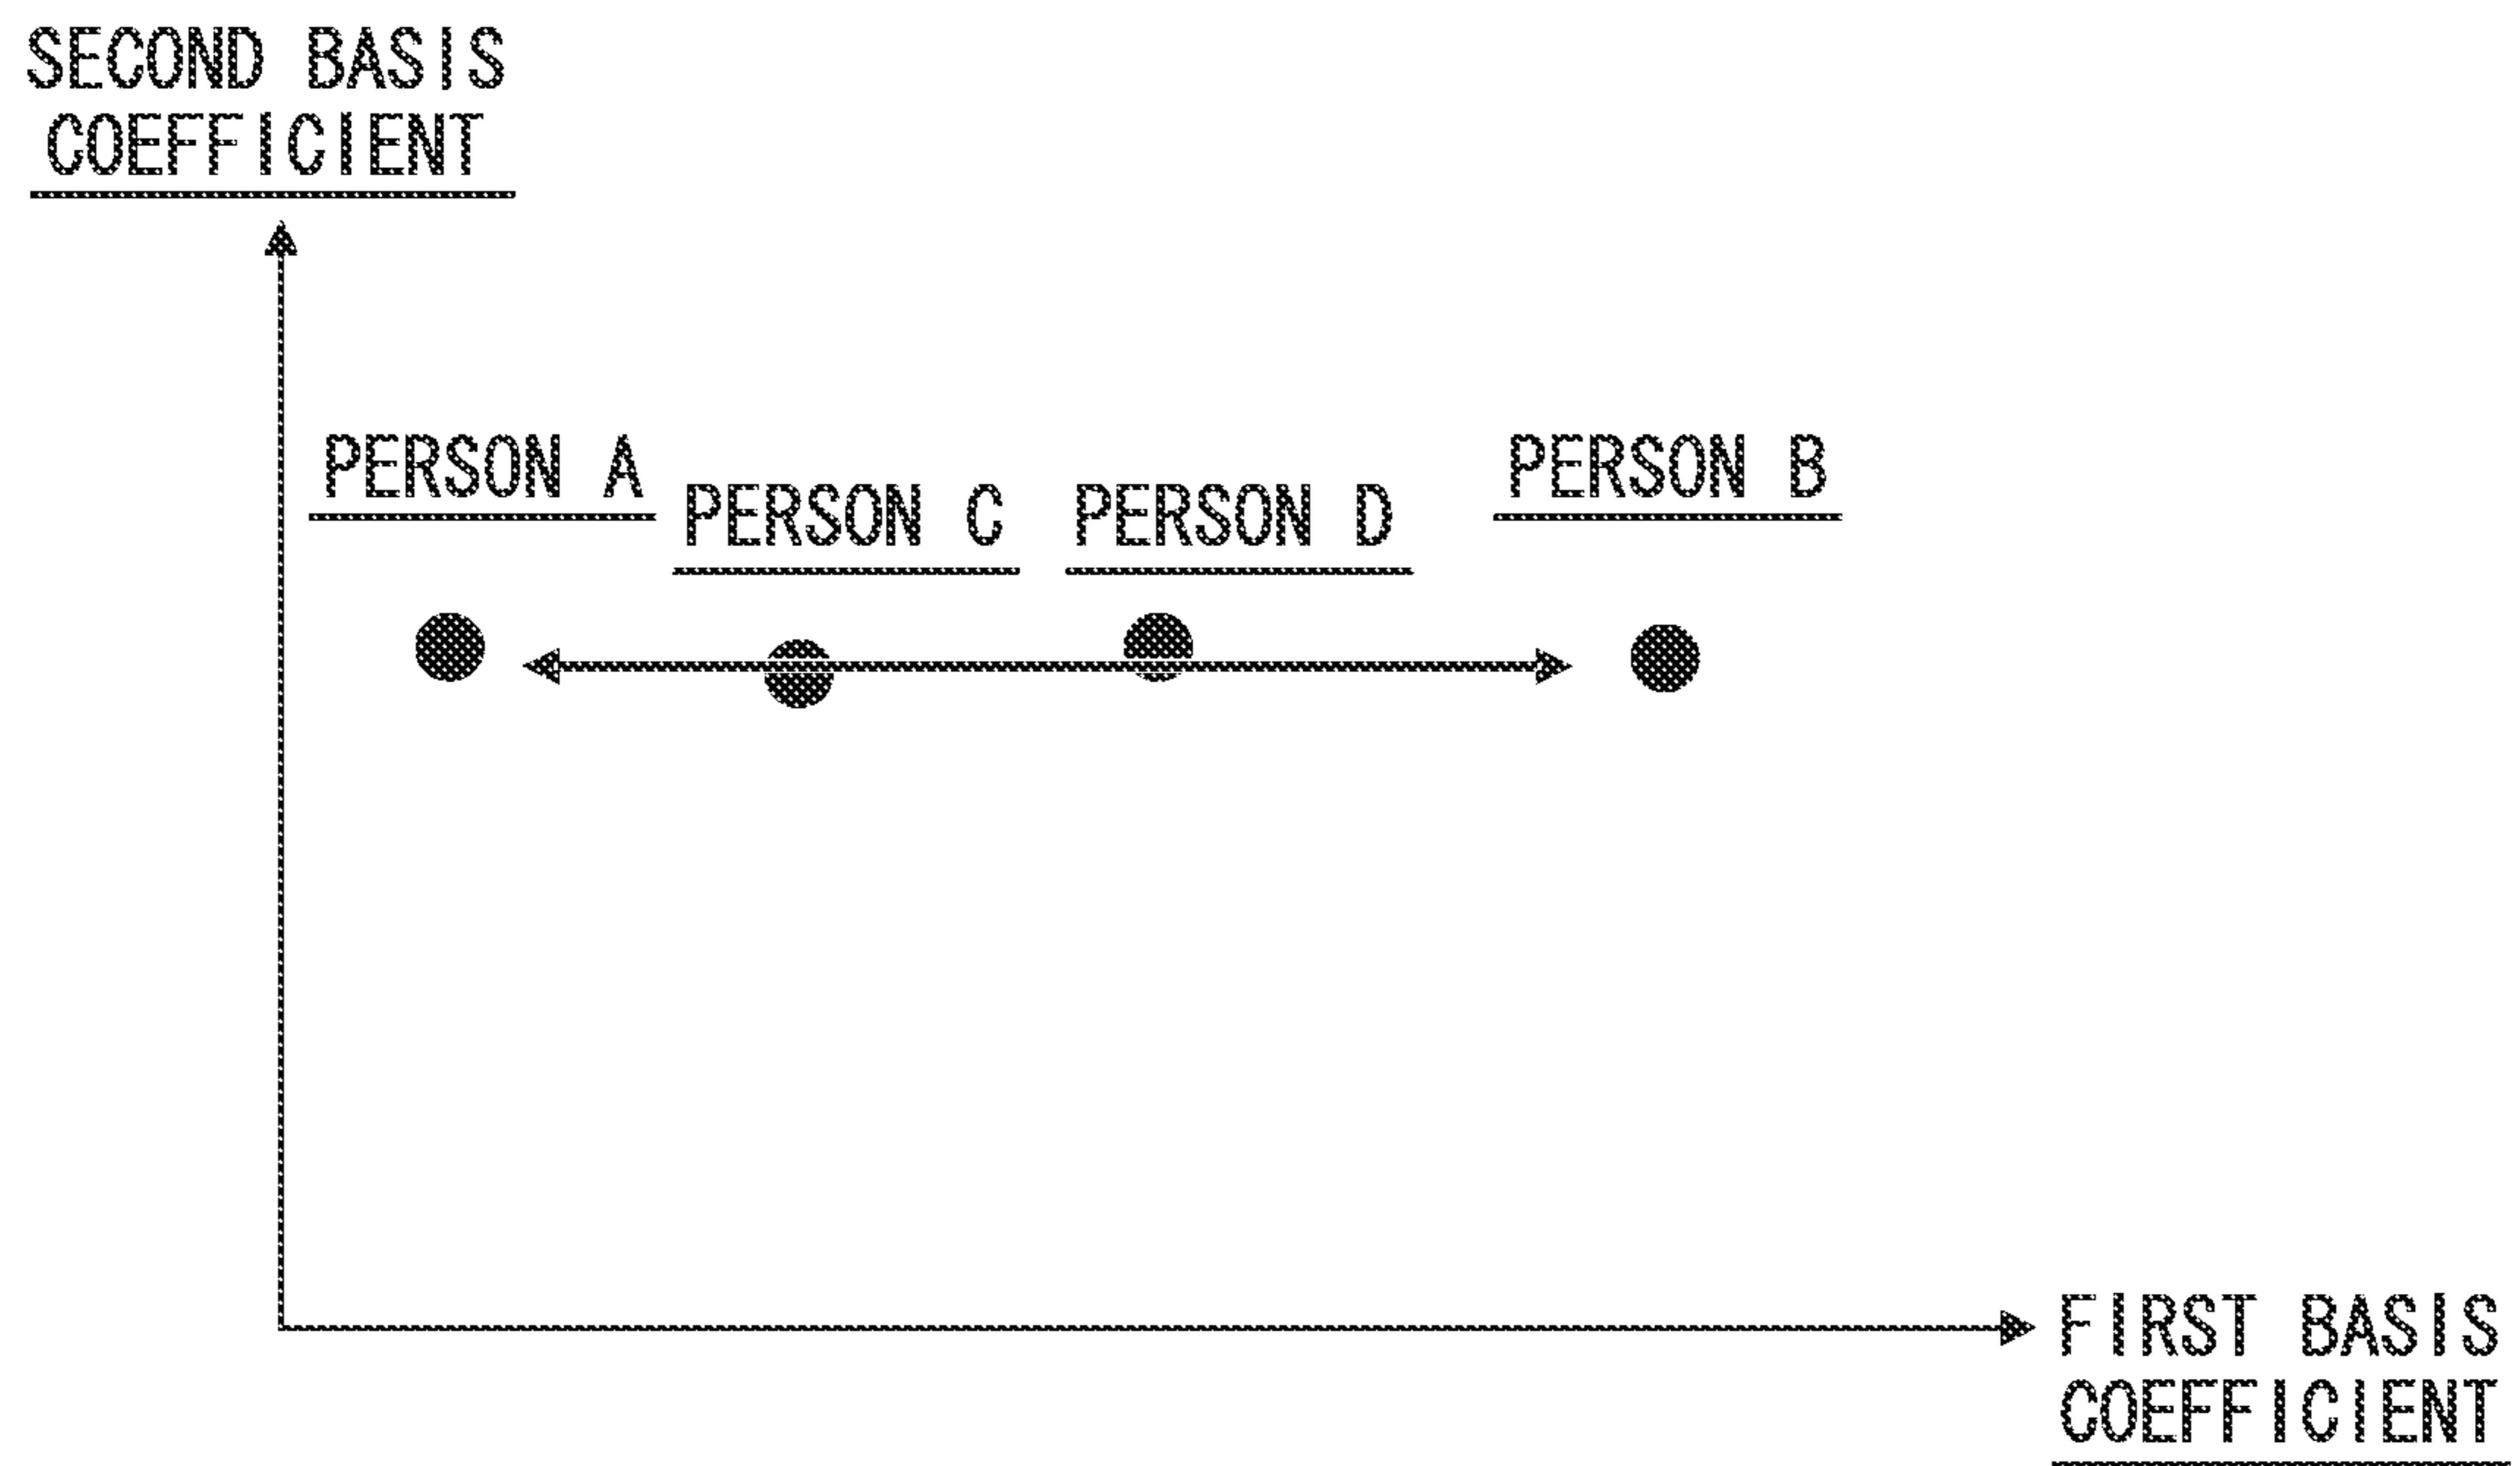 SECOND BASIS
COEFFICIENT
PERSON A
PERSON B
PERSON C
PERSON D
FIRST BASIS
COEFFICIENT